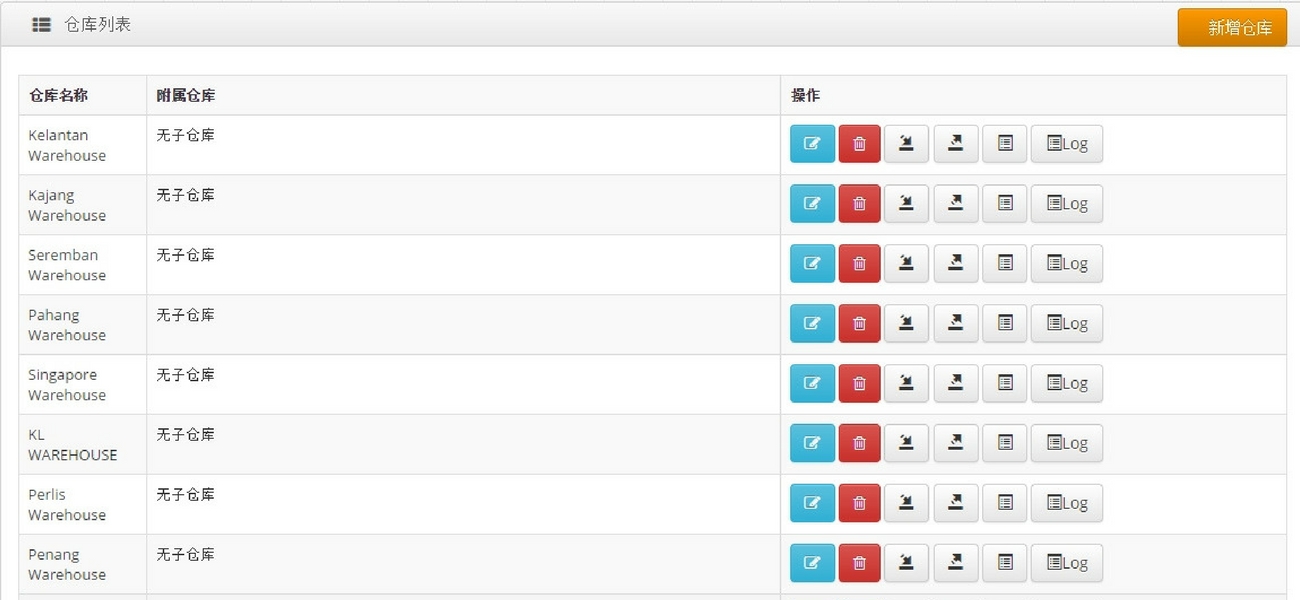 仓库列表
新增仓库
仓库名称 附属仓库 操作
Kelantan 无子仓库
Warehouse
Log
Kajang 无子仓库
Warehouse
Log
Seremban 无子仓库
Warehouse
Log
Pahang 无子仓库
Warehouse
Log
Singapore 无子仓库
Warehouse
Log
KL 无子仓库
WAREHOUSE
Log
Perlis 无子仓库
Warehouse
Log
Penang 无子仓库
Warehouse
Log